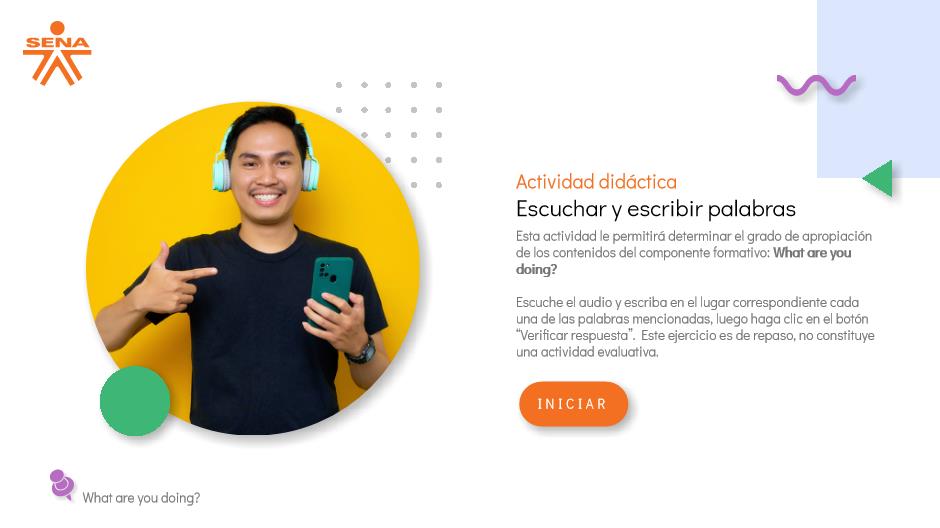 SENA
Actividad didáctica
Escuchar y escribir palabras
Esta actividad le permitirá determinar el grado de apropiación
de los contenidos del componente formativo: What are you
doing?
Escuche el audio y escriba en el lugar correspondiente cada
una de las palabras mencionadas, luego haga clic en el botón
“Verificar respuesta”. Este ejercicio es de repaso, no constituye
una actividad evaluativa.
INICIAR
What are you doing?